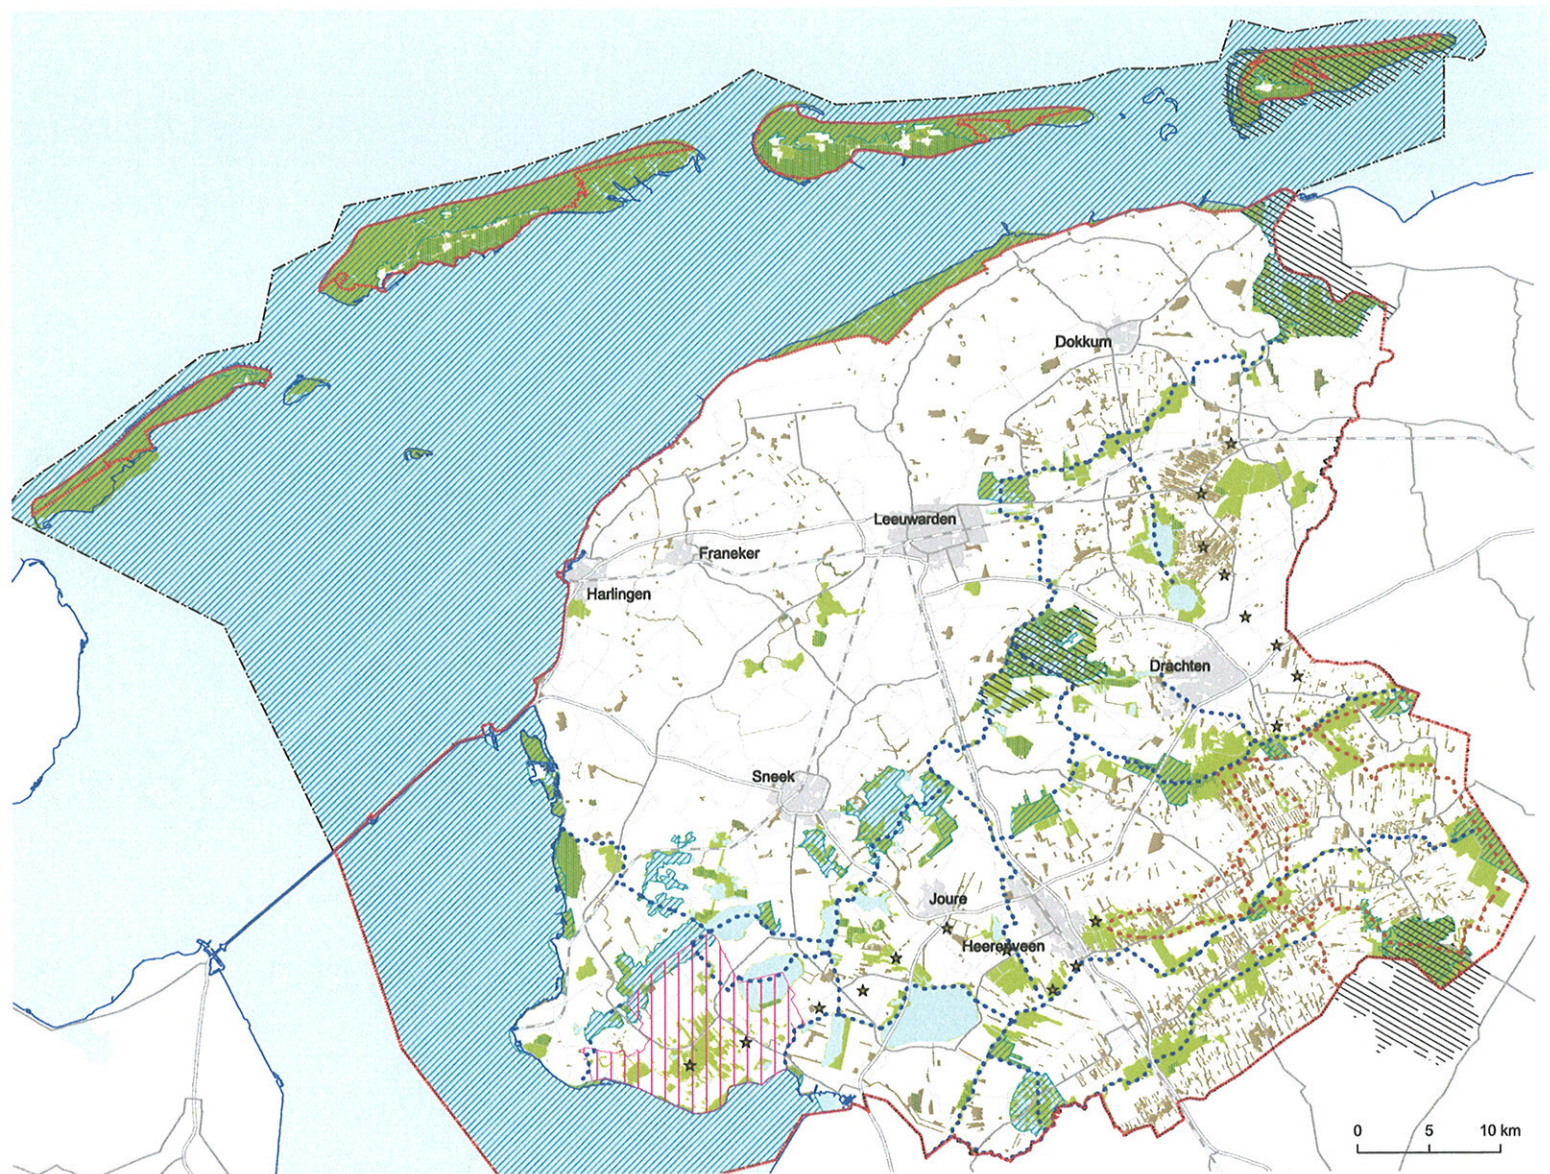 Dokkum
Leeuwarden
Franeker
Harlingen
Drachten
Sneek
Joure
Heerenveen
0 5 10 km